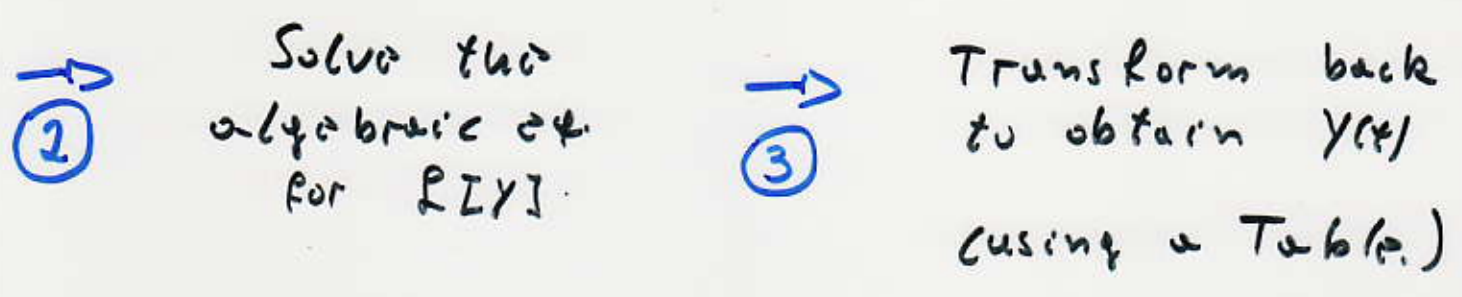 →
②
Solve the
algebraic eq.
for ℒ[y].
→
③
Transform back
to obtain y(t)
(using a Table.)